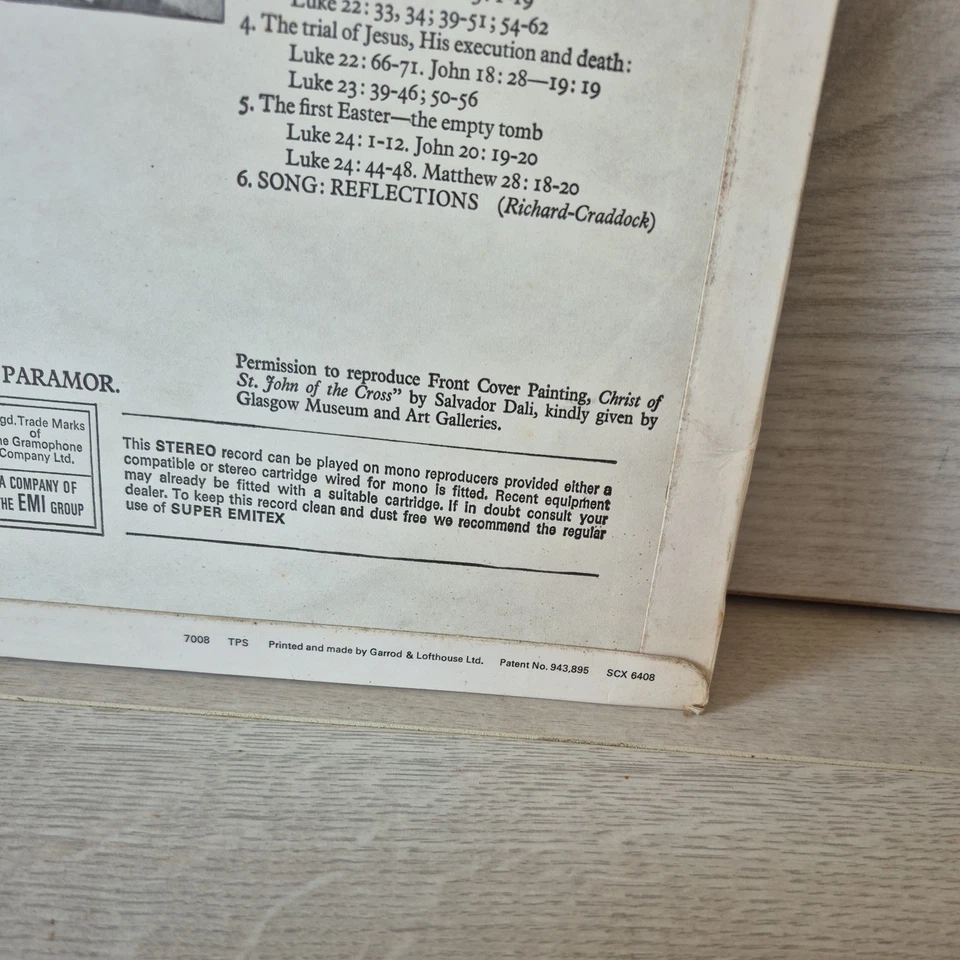 Luke 22: 33, 34; 39-51; 54-62
4. The trial of Jesus, His execution and death:
Luke 22: 66-71. John 18: 28—19: 19
Luke 23: 39-46; 50-56
5. The first Easter—the empty tomb
Luke 24: 1-12. John 20: 19-20
Luke 24: 44-48. Matthew 28: 18-20
6. SONG: REFLECTIONS (Richard-Craddock)
PARAMOR.
Permission to reproduce Front Cover Painting, Christ of
St. John of the Cross” by Salvador Dali, kindly given by
Glasgow Museum and Art Galleries.
gd. Trade Marks
of
he Gramophone
Company Ltd.
A COMPANY OF
THE EMI GROUP
This STEREO record can be played on mono reproducers provided either a
compatible or stereo cartridge wired for mono is fitted. Recent equipment
may already be fitted with a suitable cartridge. If in doubt consult your
dealer. To keep this record clean and dust free we recommend the regular
use of SUPER EMITEX
7008 TPS Printed and made by Garrod & Lofthouse Ltd. Patent No. 943,895 SCX 6408